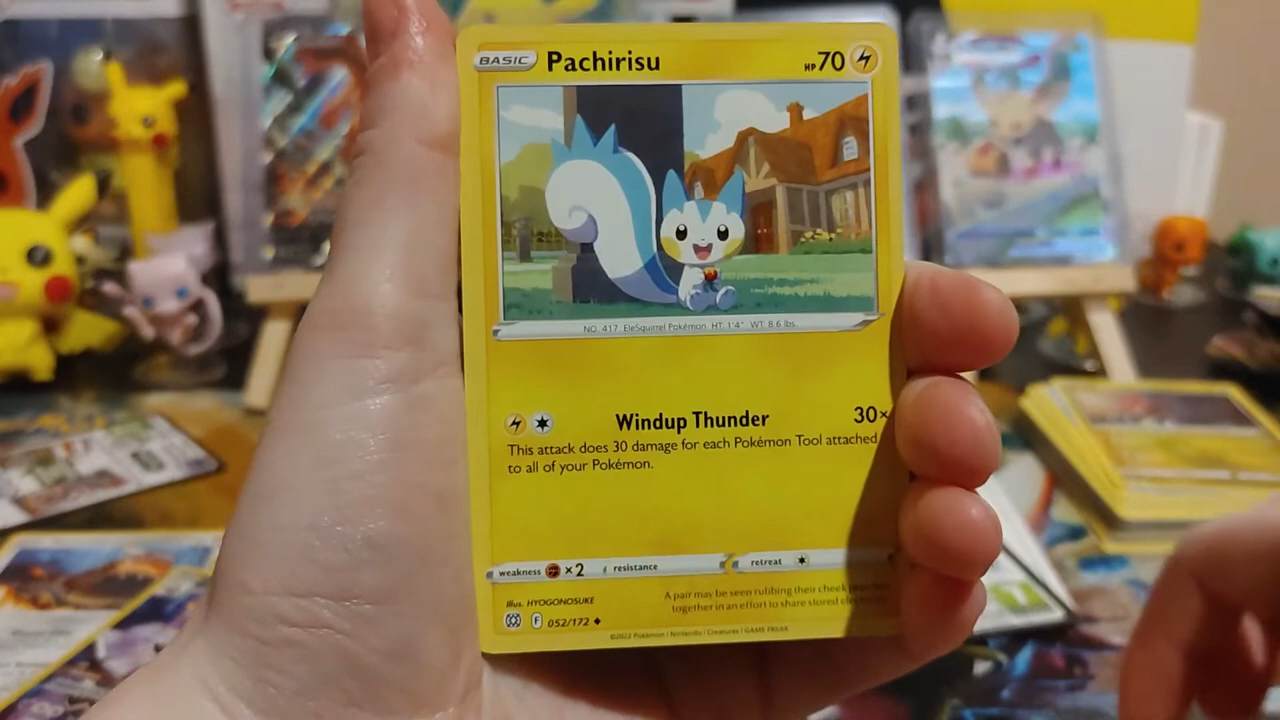 BASIC Pachirisu HP 70
NO. 417 EleSquirrel Pokémon. HT: 1'4" WT: 8.6 lbs.
Windup Thunder 30×
This attack does 30 damage for each Pokémon Tool attached
to all of your Pokémon.
weakness ×2 resistance retreat
Illus. HYOGONOSUKE
A pair may be seen rubbing their cheek
together in an effort to share stored
F 052/172
©2022 Pokémon / Nintendo / Creatures / GAME FREAK